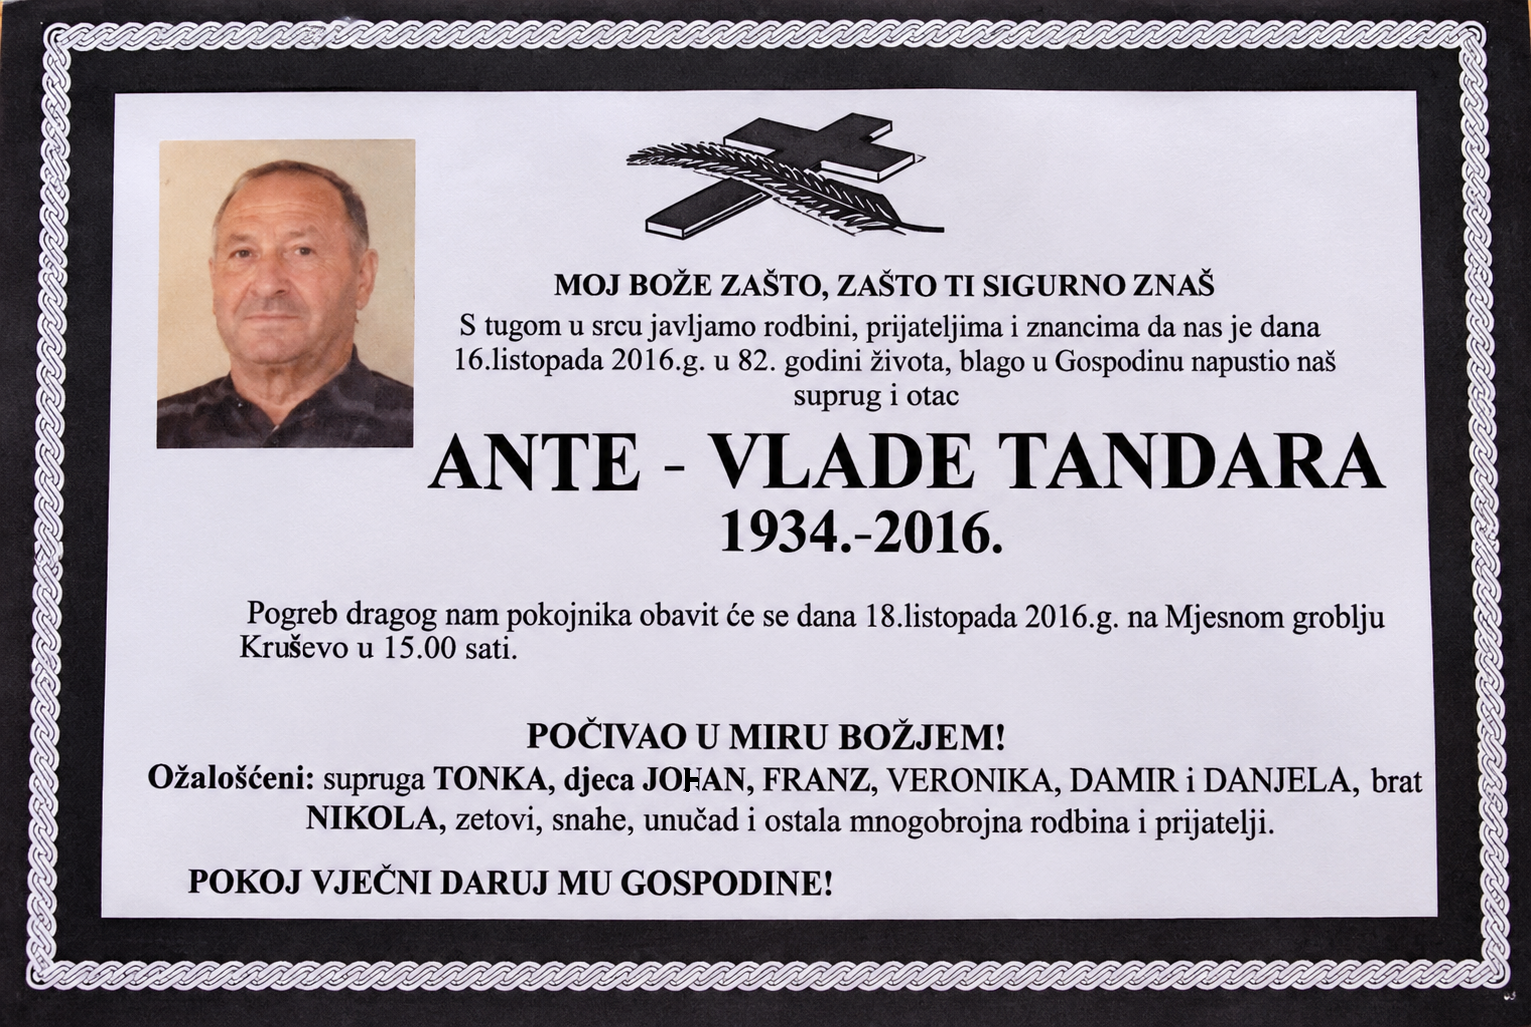 MOJ BOŽE ZAŠTO, ZAŠTO TI SIGURNO ZNAŠ
S tugom u srcu javljamo rodbini, prijateljima i znancima da nas je dana
16.listopada 2016.g. u 82. godini života, blago u Gospodinu napustio naš
suprug i otac
ANTE - VLADE TANDARA
1934.-2016.
Pogreb dragog nam pokojnika obavit će se dana 18.listopada 2016.g. na Mjesnom groblju
Kruševo u 15.00 sati.
POČIVAO U MIRU BOŽJEM!
Ožalošćeni: supruga TONKA, djeca JOHAN, FRANZ, VERONIKA, DAMIR i DANJELA, brat
NIKOLA, zetovi, snahe, unučad i ostala mnogobrojna rodbina i prijatelji.
POKOJ VJEČNI DARUJ MU GOSPODINE!